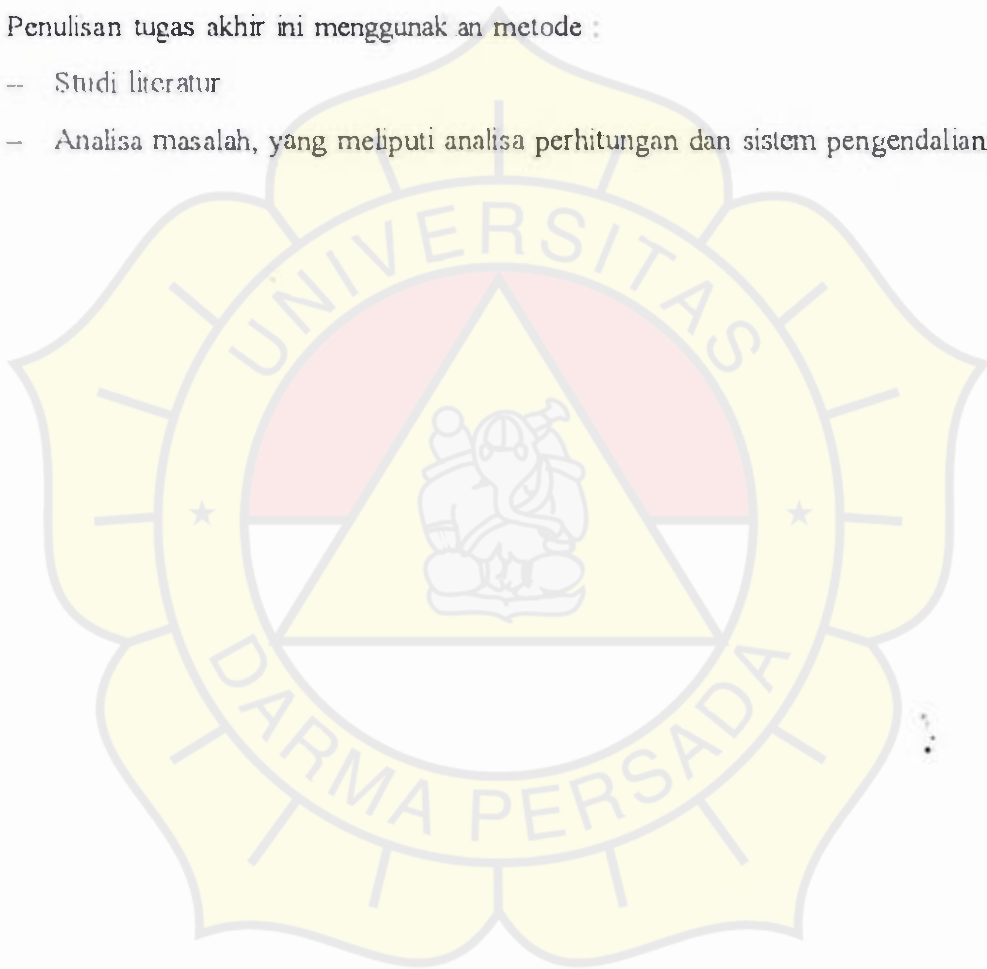 Penulisan tugas akhir ini menggunak an metode :
– Studi literatur
– Analisa masalah, yang meliputi analisa perhitungan dan sistem pengendalian
UNIVERSITAS
DARMA PERSADA